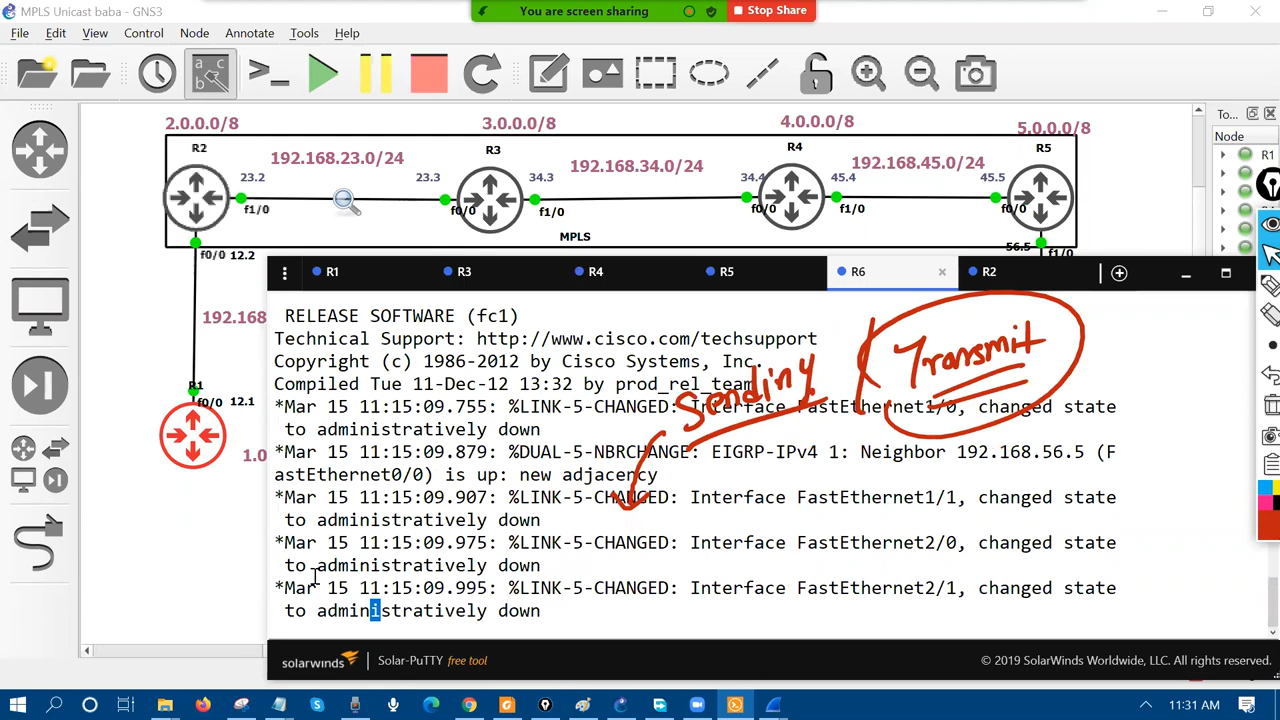 MPLS Unicast baba - GNS3
You are screen sharing
Stop Share
File Edit View Control Node Annotate Tools Help
2.0.0.0/8
3.0.0.0/8
4.0.0.0/8
5.0.0.0/8
To...
Node
R1
R2
R3
R4
R5
192.168.23.0/24
192.168.34.0/24
192.168.45.0/24
23.2
23.3
34.3
34.4
45.4
45.5
f1/0
f0/0
f1/0
f0/0
f1/0
f0/0
MPLS
56.5
f0/0 12.2
f1/0
R1 R3 R4 R5 R6 R2
192.168
R1
f0/0 12.1
1.0
RELEASE SOFTWARE (fc1)
Technical Support: http://www.cisco.com/techsupport
Copyright (c) 1986-2012 by Cisco Systems, Inc.
Compiled Tue 11-Dec-12 13:32 by prod_rel_team
*Mar 15 11:15:09.755: %LINK-5-CHANGED: Interface FastEthernet1/0, changed state
to administratively down
*Mar 15 11:15:09.879: %DUAL-5-NBRCHANGE: EIGRP-IPv4 1: Neighbor 192.168.56.5 (F
astEthernet0/0) is up: new adjacency
*Mar 15 11:15:09.907: %LINK-5-CHANGED: Interface FastEthernet1/1, changed state
to administratively down
*Mar 15 11:15:09.975: %LINK-5-CHANGED: Interface FastEthernet2/0, changed state
to administratively down
*Mar 15 11:15:09.995: %LINK-5-CHANGED: Interface FastEthernet2/1, changed state
to administratively down
Sending
Transmit
solarwinds Solar-PuTTY free tool
© 2019 SolarWinds Worldwide, LLC. All rights reserved.
11:31 AM